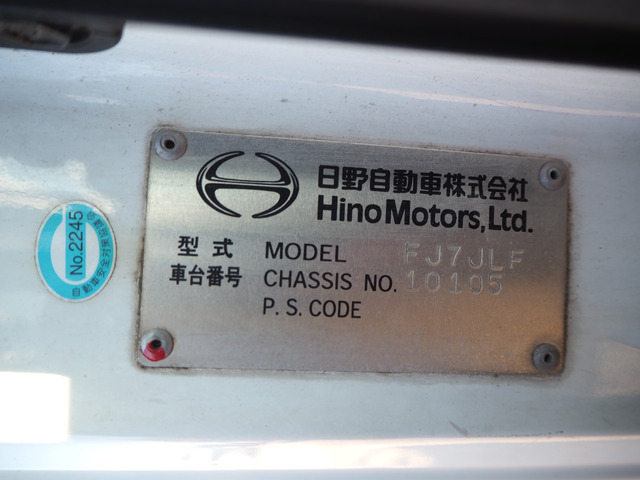 日野自動車株式会社
Hino Motors, Ltd.
型式 MODEL FJ7JLF
車台番号 CHASSIS NO. 10105
P.S. CODE
No.2245